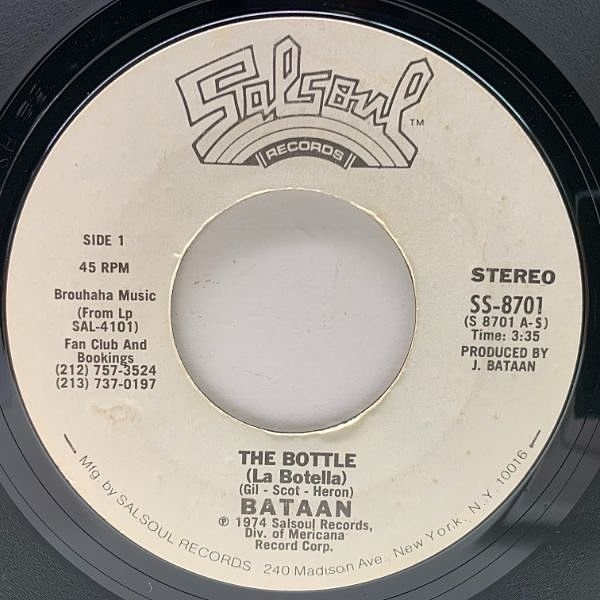 Salsoul
TM
RECORDS
SIDE 1
45 RPM
Brouhaha Music
(From Lp
SAL-4101)
Fan Club And
Bookings
(212) 757-3524
(213) 737-0197
STEREO
SS-8701
(S 8701 A-S)
Time: 3:35
PRODUCED BY
J. BATAAN
THE BOTTLE
(La Botella)
(Gil - Scot - Heron)
BATAAN
℗ 1974 Salsoul Records,
Div. of Mericana
Record Corp.
— Mfg. by SALSOUL RECORDS 240 Madison Ave., New York, N.Y. 10016 —